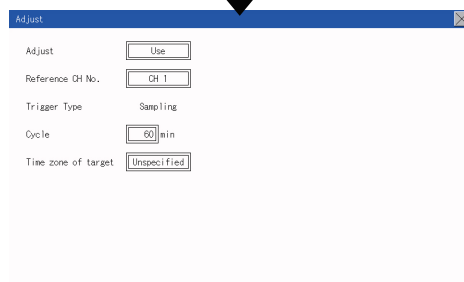 Adjust
Adjust Use
Reference CH No. CH 1
Trigger Type Sampling
Cycle 60 min
Time zone of target Unspecified